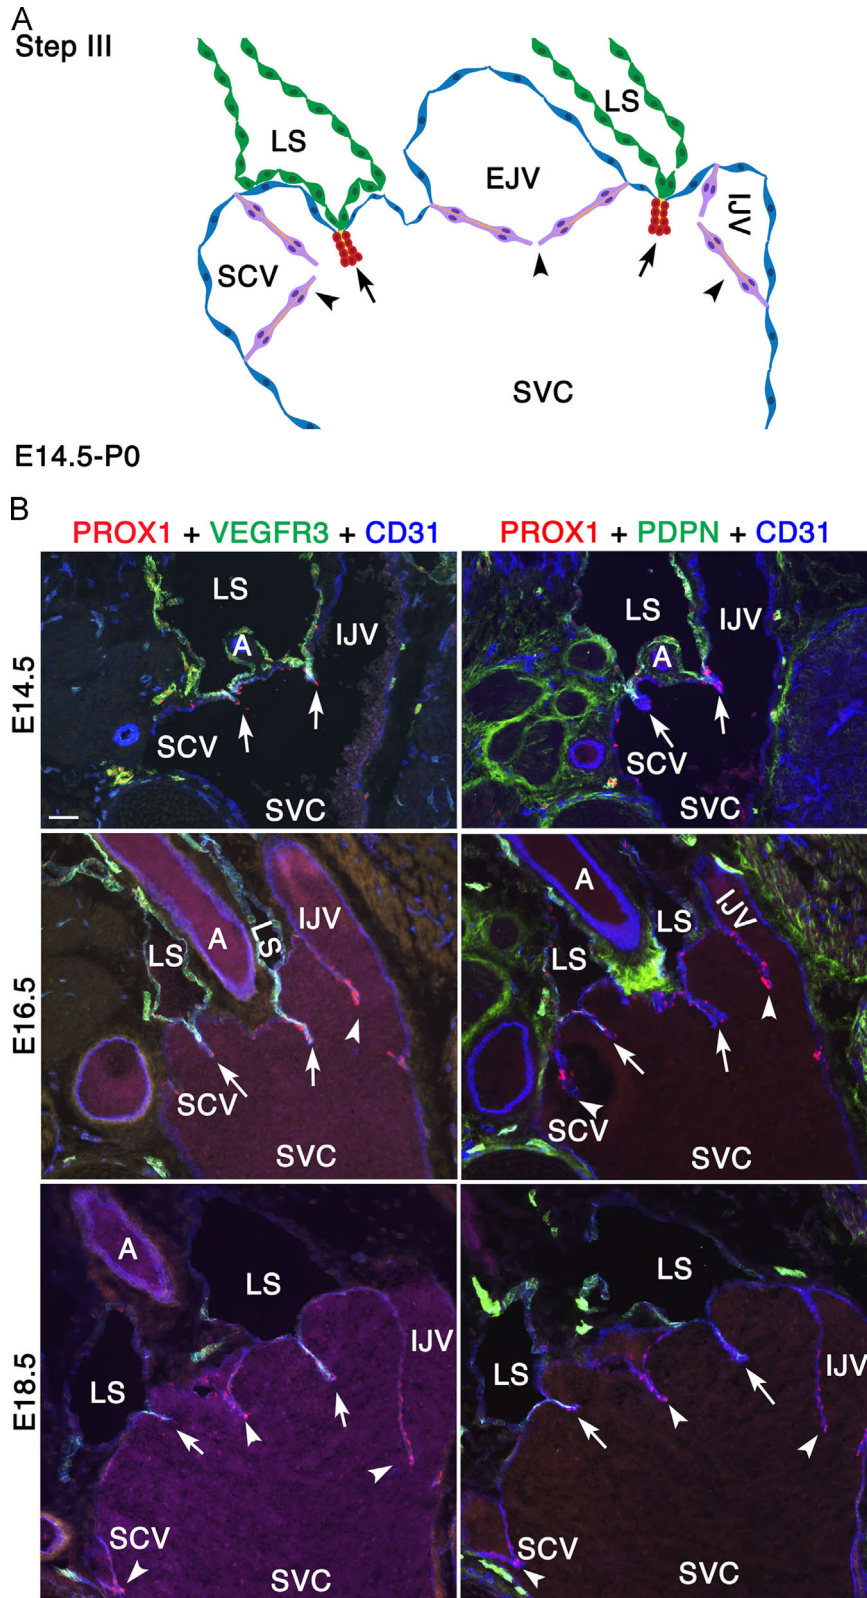 A
Step III
LS
LS
EJV
IJV
SCV
SVC
E14.5-P0
B
PROX1 + VEGFR3 + CD31
PROX1 + PDPN + CD31
E14.5
LS
IJV
A
SCV
SVC
LS
IJV
A
SCV
SVC
E16.5
A
IJV
LS
LS
SCV
SVC
A
IJV
LS
LS
SCV
SVC
E18.5
A
LS
IJV
LS
SCV
SVC
LS
IJV
LS
SCV
SVC